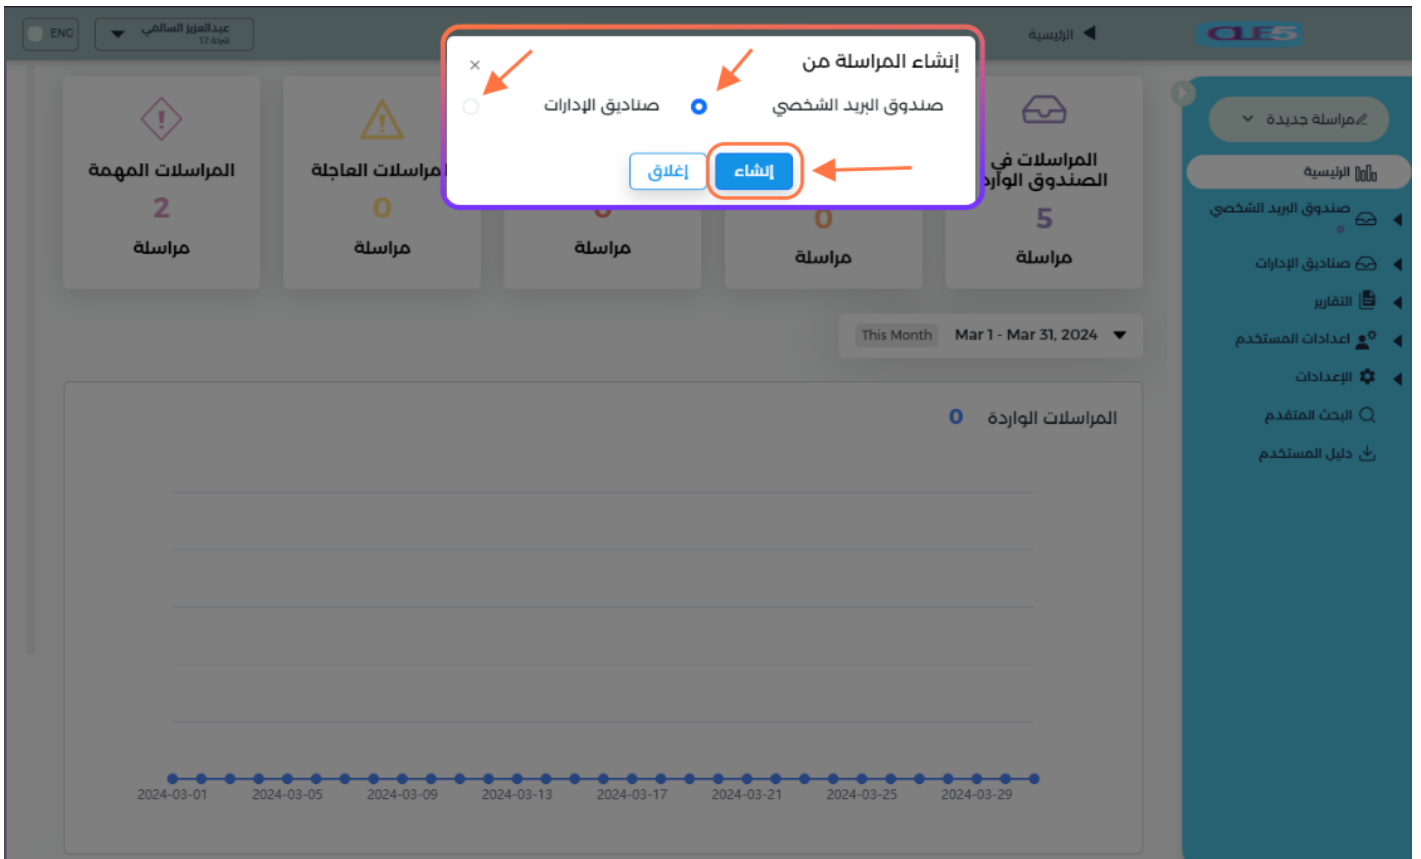 CLE5
الرئيسية
عبدالعزيز السالمي
شركة T2
ENG
مراسلة جديدة
الرئيسية
صندوق البريد الشخصي
صناديق الإدارات
التقارير
اعدادات المستخدم
الإعدادات
البحث المتقدم
دليل المستخدم
إنشاء المراسلة من
×
صندوق البريد الشخصي
صناديق الإدارات
إنشاء
إغلاق
المراسلات في الصندوق الوارد
5
مراسلة
0
مراسلة
0
مراسلة
المراسلات العاجلة
0
مراسلة
المراسلات المهمة
2
مراسلة
This Month Mar 1 - Mar 31, 2024
المراسلات الواردة 0
2024-03-01 2024-03-05 2024-03-09 2024-03-13 2024-03-17 2024-03-21 2024-03-25 2024-03-29